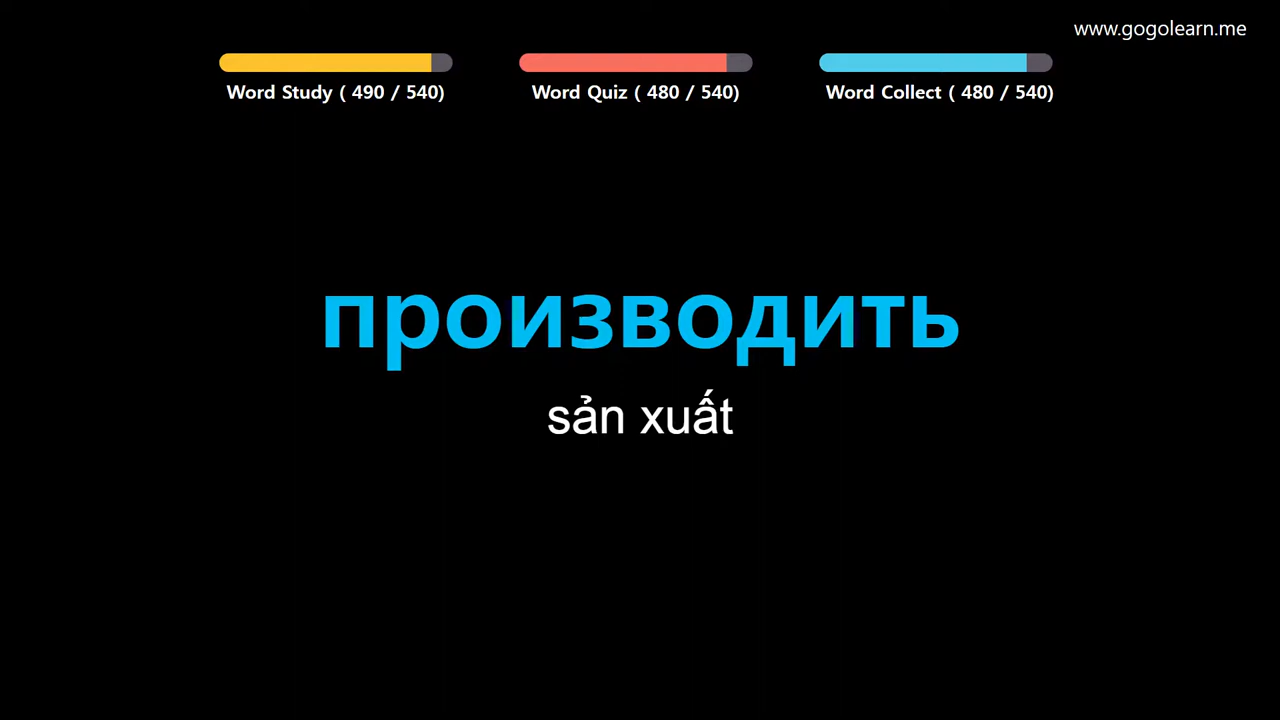 www.gogolearn.me
Word Study ( 490 / 540)
Word Quiz ( 480 / 540)
Word Collect ( 480 / 540)
производить
sản xuất